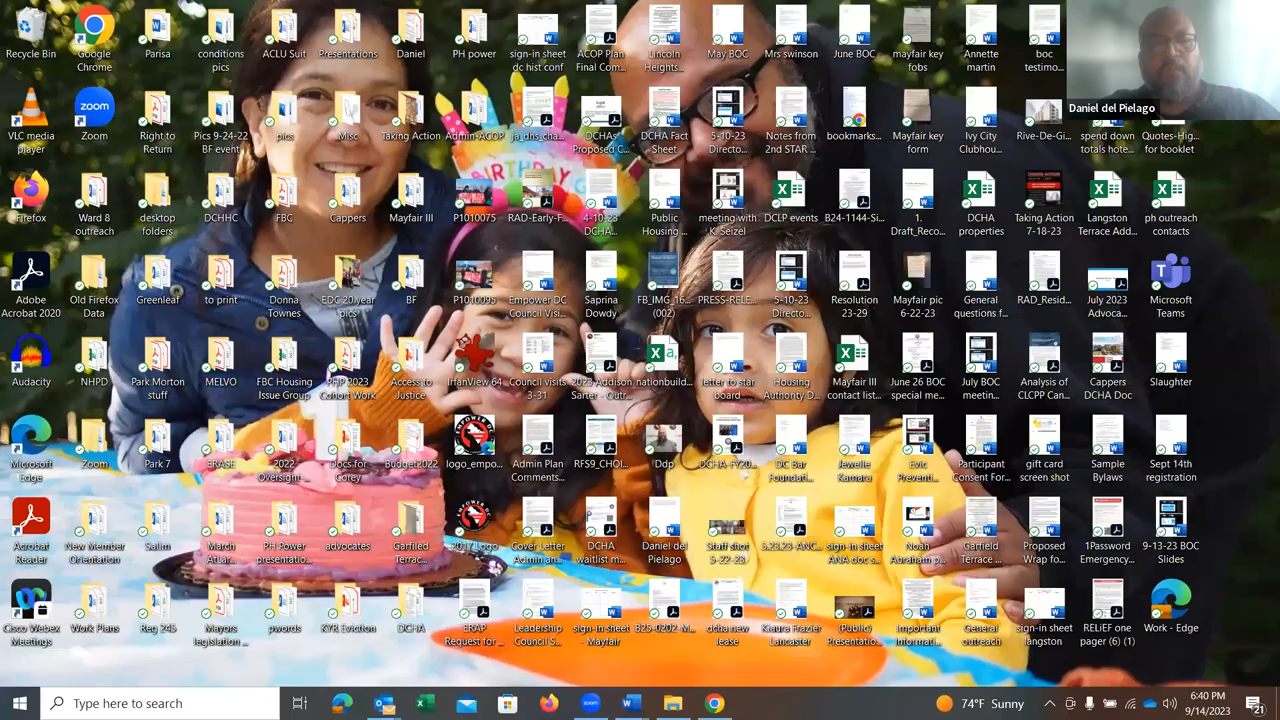 Recycle Bin
Google Chrome
Parisa
conditions pics
ACLU Suit
Presentations
Daniel
PH power
sign-in sheet dc hist conf
ACOP Plan Final Com...
Lincoln Heights...
May BOC
Mrs swinson
June BOC
mayfair key fobs
Annette martin
boc testimo...
Daniel del Pielago
VLC media player
Zoom
Right to Return
Pics 9-24-22 BF event...
pics
Misc
Taking Action
Admin-ACOP
ja_dhs_cha...
DCHAs Proposed C...
DCHA Fact Sheet
5-10-23 Directo...
Notes from 2nd STAR ...
bookmarks...
Mayfair key form
Ivy City Clubhou...
Rive-De-Gi...
spend down totals hote...
Quotes-Hig... for booklet
Firefox
Ward 8 outreach
desktop folders
DCHHC
FBC
Cappers
Mayfair III
P1010075
RAD-Early-F...
4-10-23 DCHA...
Public Housing ...
meeting with K. Seizel
DCLP events
B24-1144-Si...
1. Draft_Reco...
DCHA properties
Taking Action 7-18-23
Langston Terrace Add...
ph outreach contacts
Adobe Acrobat 2020
Old Firefox Data
Greenleaf
to print
Donna Townes
EDC 20 year pics
BF
P1010095
Empower DC Council Visi...
Saprina Dowdy
FB_IMG_16... (002)
PRESS-RELE...
5-10-23 Directo...
Resolution 23-29
Mayfair pic 6-22-23
General questions f...
RAD_Resid...
July 2023 Advoca...
Microsoft Teams
Audacity
NHPD
Park Morton stuff
MELVO
FBC Housing Issue Group
PHP 2023 Cohort Work
Access to Justice
IrfanView 64
Council visits 3-31
2023 Addison Sarter - Outr...
nationbuild...
letter to star board
Housing Authority D...
Mayfair III contact list...
June 26 BOC special me...
July BOC meetin...
Analysis of CLCPP Can...
Cappers DCHA Doc
Slaughter
Microsoft Edge
Zoom
Park 7
ERASE
2022 Oversight-...
Docs for Corey
Budget2022
logo_empo...
Admin Plan Comments...
RFS9_CHOI...
Ddp
DCHA-FY20...
DC Bar Foundati...
Jewelle Kamara
Evic Preventi...
Participant Consent For...
gift card screen shot
Sample Bylaws
Sept 14th registration
Acrobat Reader
New Member Orientation
Salim
March Atlan...
PH Power presentatio...
advocates
Garfiled Terrac...
2017 Logo
Cover Letter Admin an...
DCHA waitlist m...
Daniel del Pielago
Staff shot 5-22-23
5.23.23-ANC...
sign-in sheet ANA doc s...
Noah Abraham p...
Garfield Terrace ...
Proposed Wrap fo...
1Password Emergency...
9-13-23 BOC Slides
Cisco Webex Meetings
Work Plans
Rep stuff
Mayors legislation ...
pwords
KYR Eviction
DCHA
ERAP Request for ...
Leadership Council S...
sign-in sheet - Mayfair
B25-0202-M...
dcha new lease
Kiaura Frazier Lancaster
(Public) Presentatio...
Important Informati...
General outreach
sign-in sheet langston
RELIEF one pager (6) (1)
Work - Edge
Type here to search
74°F Sunny
6:40 PM
9/14/2023
21